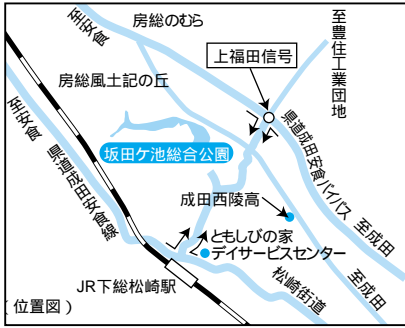 至安食
房総のむら
至豊住工業団地
上福田信号
房総風土記の丘
至安食
県道成田安食線
坂田ケ池総合公園
県道成田安食バイパス
至成田
成田西陵高
ともしびの家
デイサービスセンター
JR下総松崎駅
松崎街道
至成田
(位置図)